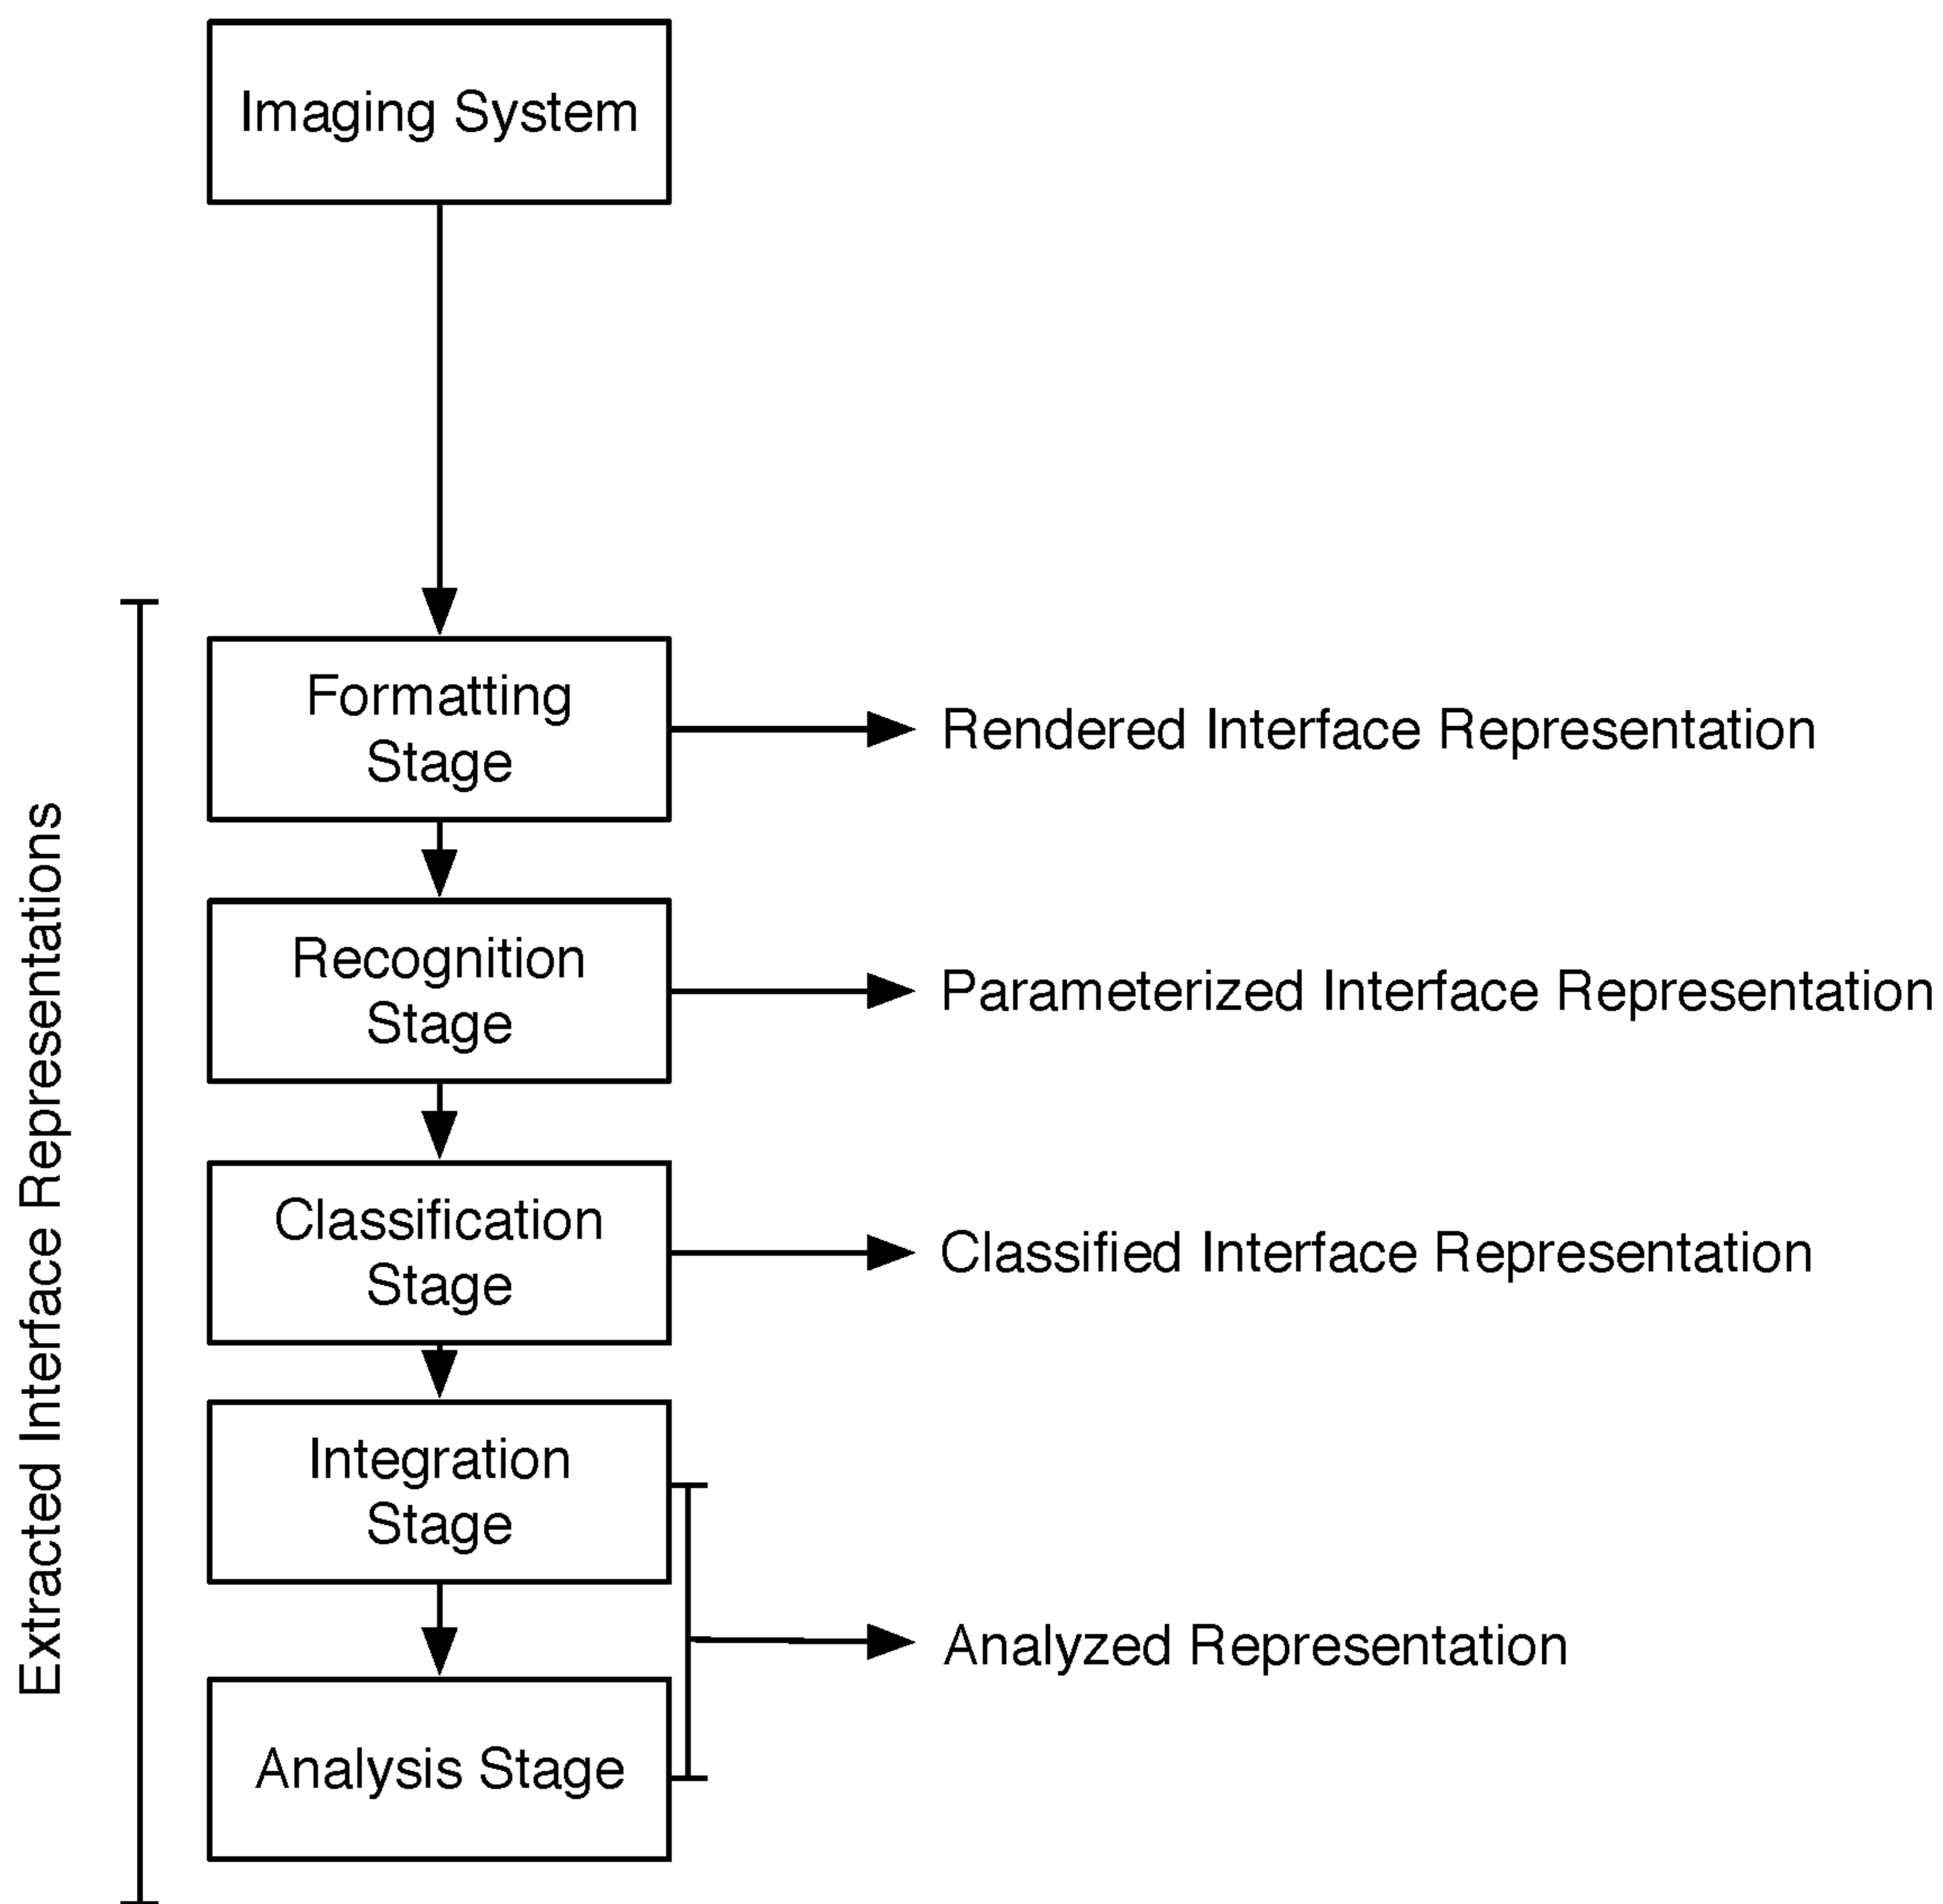 Imaging System
Formatting
Stage
Rendered Interface Representation
Recognition
Stage
Parameterized Interface Representation
Classification
Stage
Classified Interface Representation
Integration
Stage
Analyzed Representation
Analysis Stage
Extracted Interface Representations